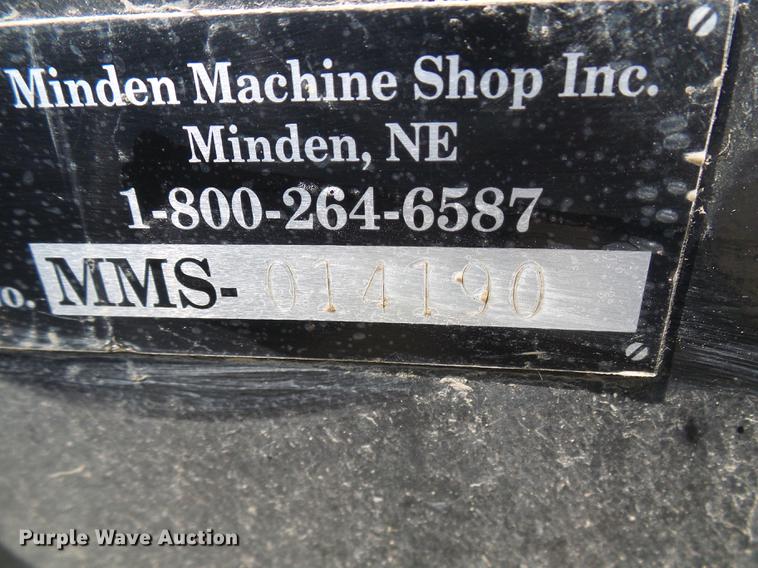 Minden Machine Shop Inc.
Minden, NE
1-800-264-6587
MMS-014190
Purple Wave Auction